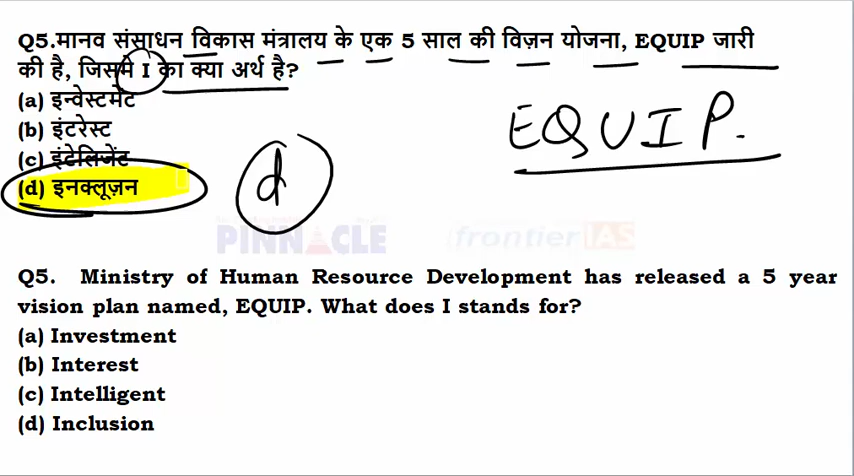 Q5.मानव संसाधन विकास मंत्रालय के एक 5 साल की विज़न योजना, EQUIP जारी
की है, जिसमे I का क्या अर्थ है?
(a) इन्वेस्टमेंट
(b) इंटरेस्ट
(c) इंटेलिजेंट
(d) इनक्लूज़न
EQUIP.
d
PINNACLE
frontier IAS
Q5. Ministry of Human Resource Development has released a 5 year
vision plan named, EQUIP. What does I stands for?
(a) Investment
(b) Interest
(c) Intelligent
(d) Inclusion